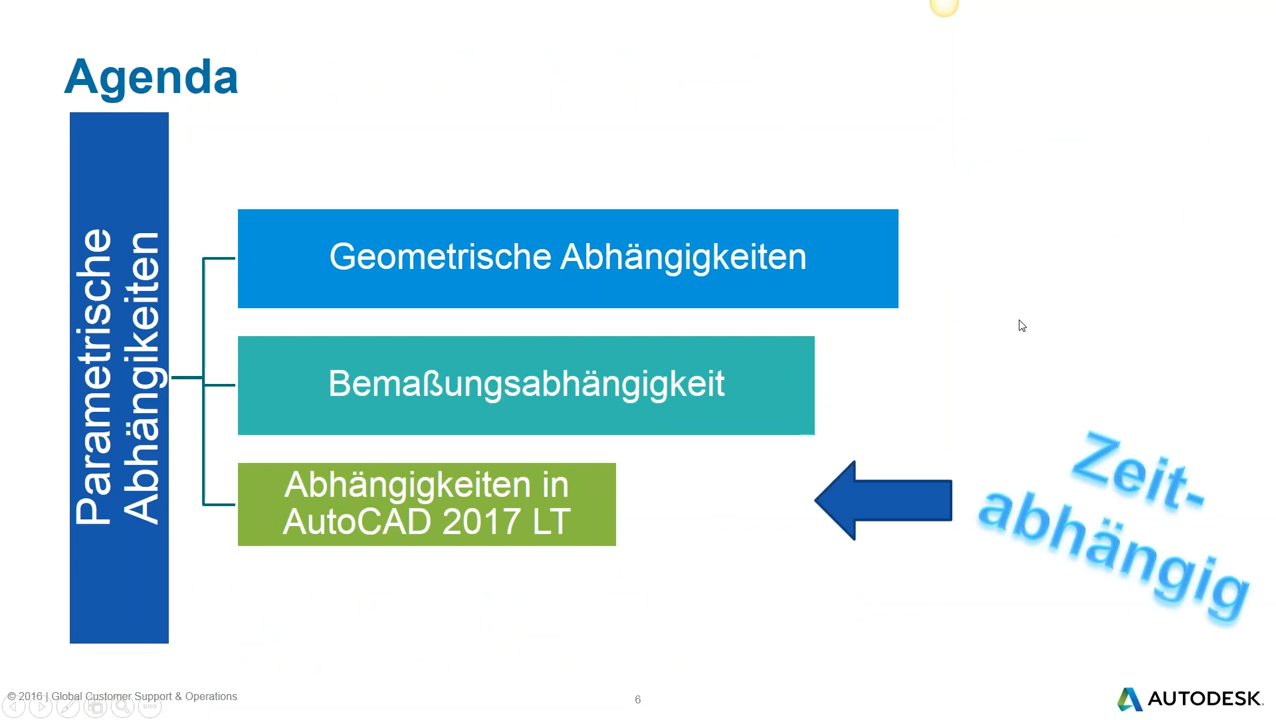 Agenda
Parametrische
Abhängikeiten
Geometrische Abhängigkeiten
Bemaßungsabhängigkeit
Abhängigkeiten in
AutoCAD 2017 LT
Zeit-
abhängig
© 2016 | Global Customer Support & Operations
6
AUTODESK.